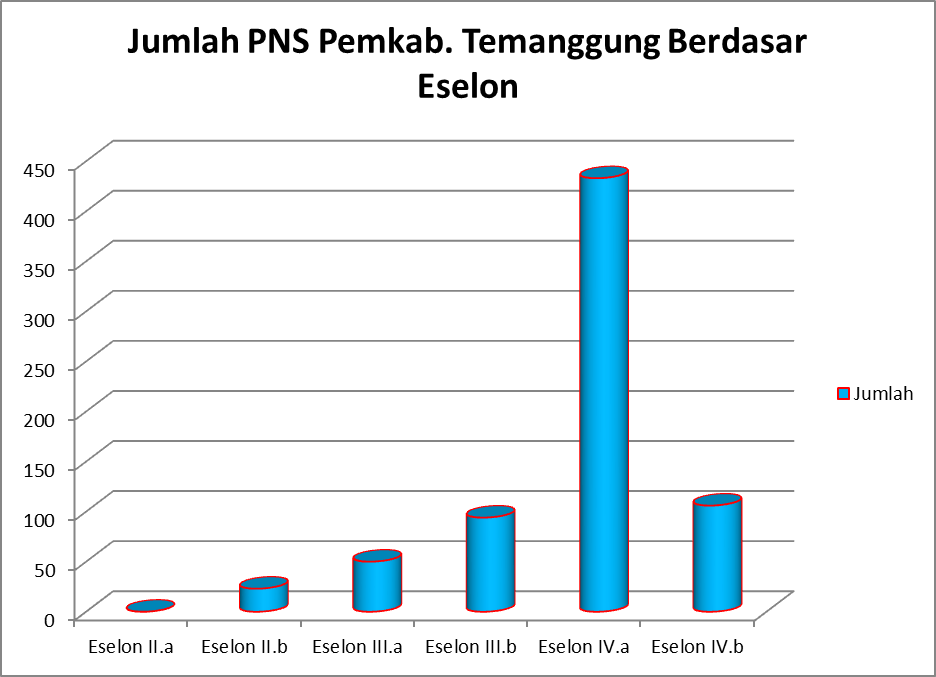 Jumlah PNS Pemkab. Temanggung Berdasar
Eselon
450
400
350
300
250
200
150
100
50
0
Eselon II.a Eselon II.b Eselon III.a Eselon III.b Eselon IV.a Eselon IV.b
Jumlah